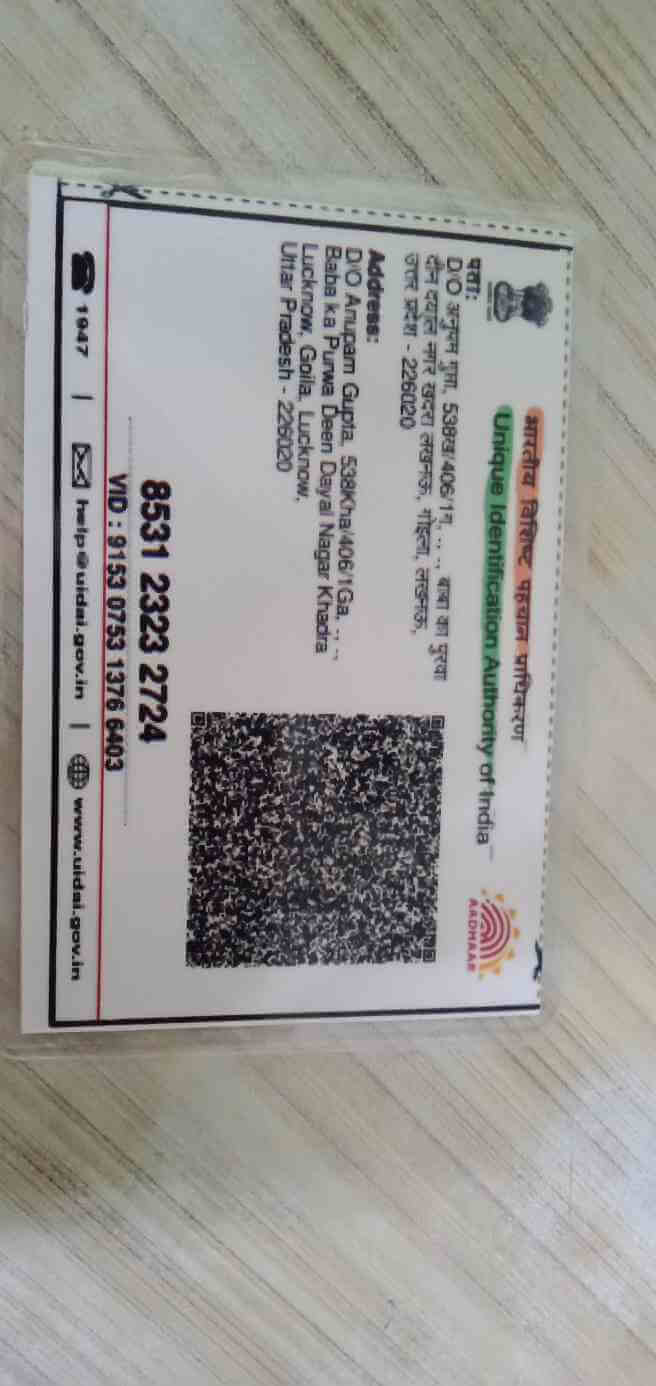 भारतीय विशिष्ट पहचान प्राधिकरण
Unique Identification Authority of India
AADHAAR
पता:
D/O अनुपम गुप्ता, 538ख/406/1ग, . ., बाबा का पुरवा
दीन दयाल नगर खदरा लखनऊ, गोइला, लखनऊ,
उत्तर प्रदेश - 226020
Address:
D/O Anupam Gupta, 538Kha/406/1Ga, . ., ., 
Baba ka Purwa Deen Dayal Nagar Khadra
Lucknow, Goila, Lucknow,
Uttar Pradesh - 226020
8531 2323 2724
VID : 9153 0753 1376 6403
1947 | help@uidai.gov.in | www.uidai.gov.in